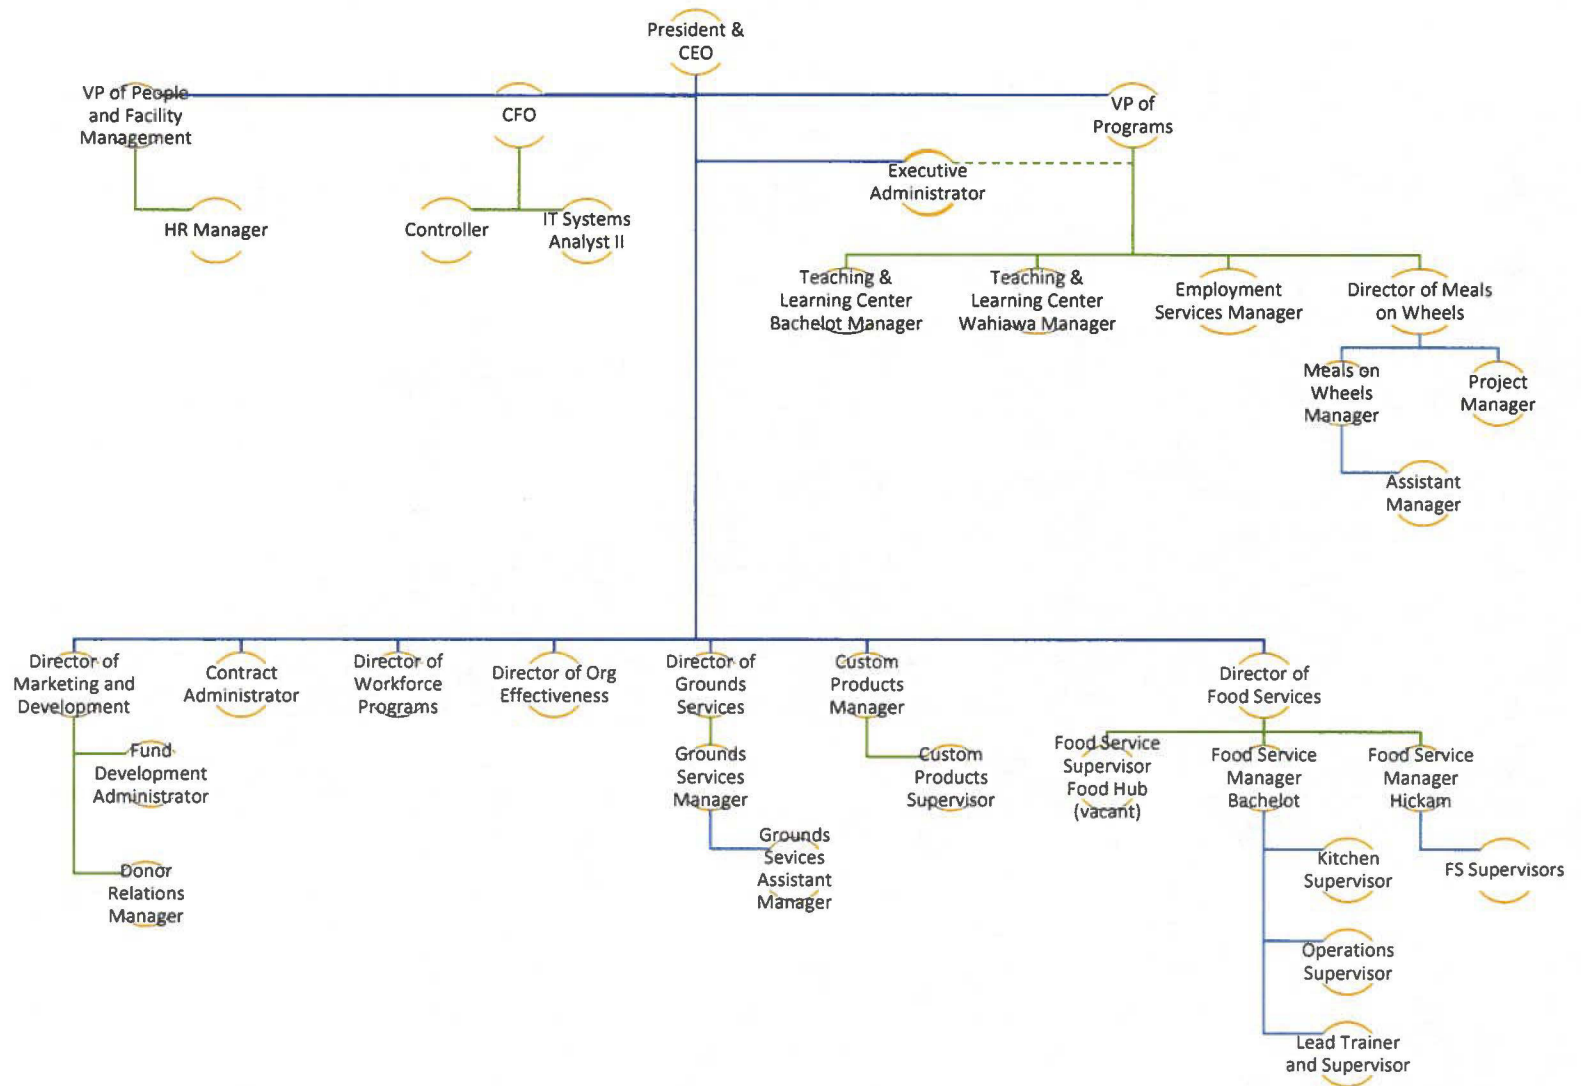 President &
CEO
VP of People
and Facility
Management
CFO
VP of
Programs
Executive
Administrator
HR Manager
Controller
IT Systems
Analyst II
Teaching &
Learning Center
Bachelot Manager
Teaching &
Learning Center
Wahiawa Manager
Employment
Services Manager
Director of Meals
on Wheels
Meals on
Wheels
Manager
Project
Manager
Assistant
Manager
Director of
Marketing and
Development
Contract
Administrator
Director of
Workforce
Programs
Director of Org
Effectiveness
Director of
Grounds
Services
Custom
Products
Manager
Director of
Food Services
Fund
Development
Administrator
Donor
Relations
Manager
Grounds
Services
Manager
Grounds
Sevices
Assistant
Manager
Custom
Products
Supervisor
Food Service
Supervisor
Food Hub
(vacant)
Food Service
Manager
Bachelot
Food Service
Manager
Hickam
Kitchen
Supervisor
FS Supervisors
Operations
Supervisor
Lead Trainer
and Supervisor